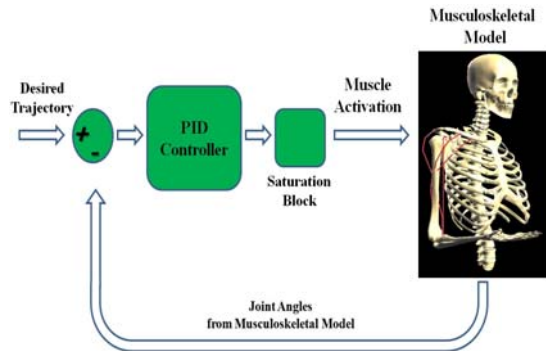 Musculoskeletal
Model
Desired
Trajectory
+
-
PID
Controller
Saturation
Block
Muscle
Activation
Joint Angles
from Musculoskeletal Model